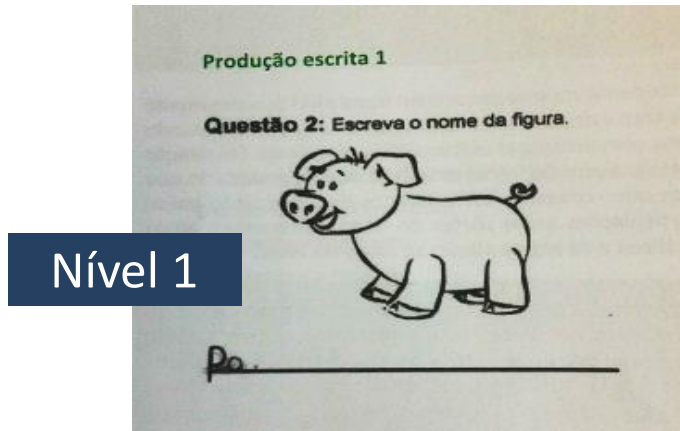 Produção escrita 1
Questão 2: Escreva o nome da figura.
Nível 1
Po.